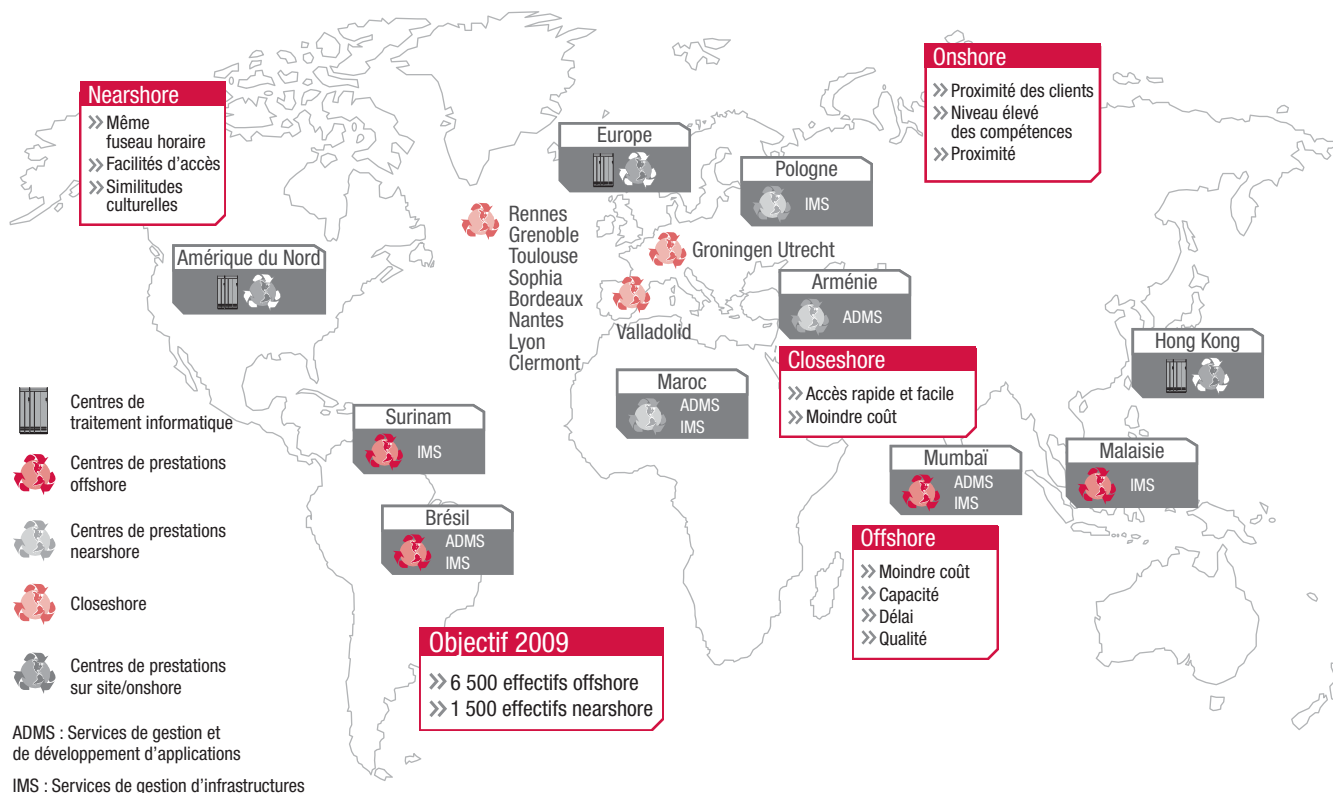 Nearshore
>> Même
fuseau horaire
>> Facilités d'accès
>> Similitudes
culturelles
Onshore
>> Proximité des clients
>> Niveau élevé
des compétences
>> Proximité
Europe
Pologne
IMS
Rennes
Grenoble
Toulouse
Sophia
Bordeaux
Nantes
Lyon
Clermont
Groningen Utrecht
Valladolid
Amérique du Nord
Arménie
ADMS
Hong Kong
Closeshore
>> Accès rapide et facile
>> Moindre coût
Maroc
ADMS
IMS
Surinam
IMS
Mumbaï
ADMS
IMS
Malaisie
IMS
Brésil
ADMS
IMS
Offshore
>> Moindre coût
>> Capacité
>> Délai
>> Qualité
Objectif 2009
>> 6 500 effectifs offshore
>> 1 500 effectifs nearshore
Centres de
traitement informatique
Centres de prestations
offshore
Centres de prestations
nearshore
Closeshore
Centres de prestations
sur site/onshore
ADMS : Services de gestion et
de développement d'applications
IMS : Services de gestion d'infrastructures